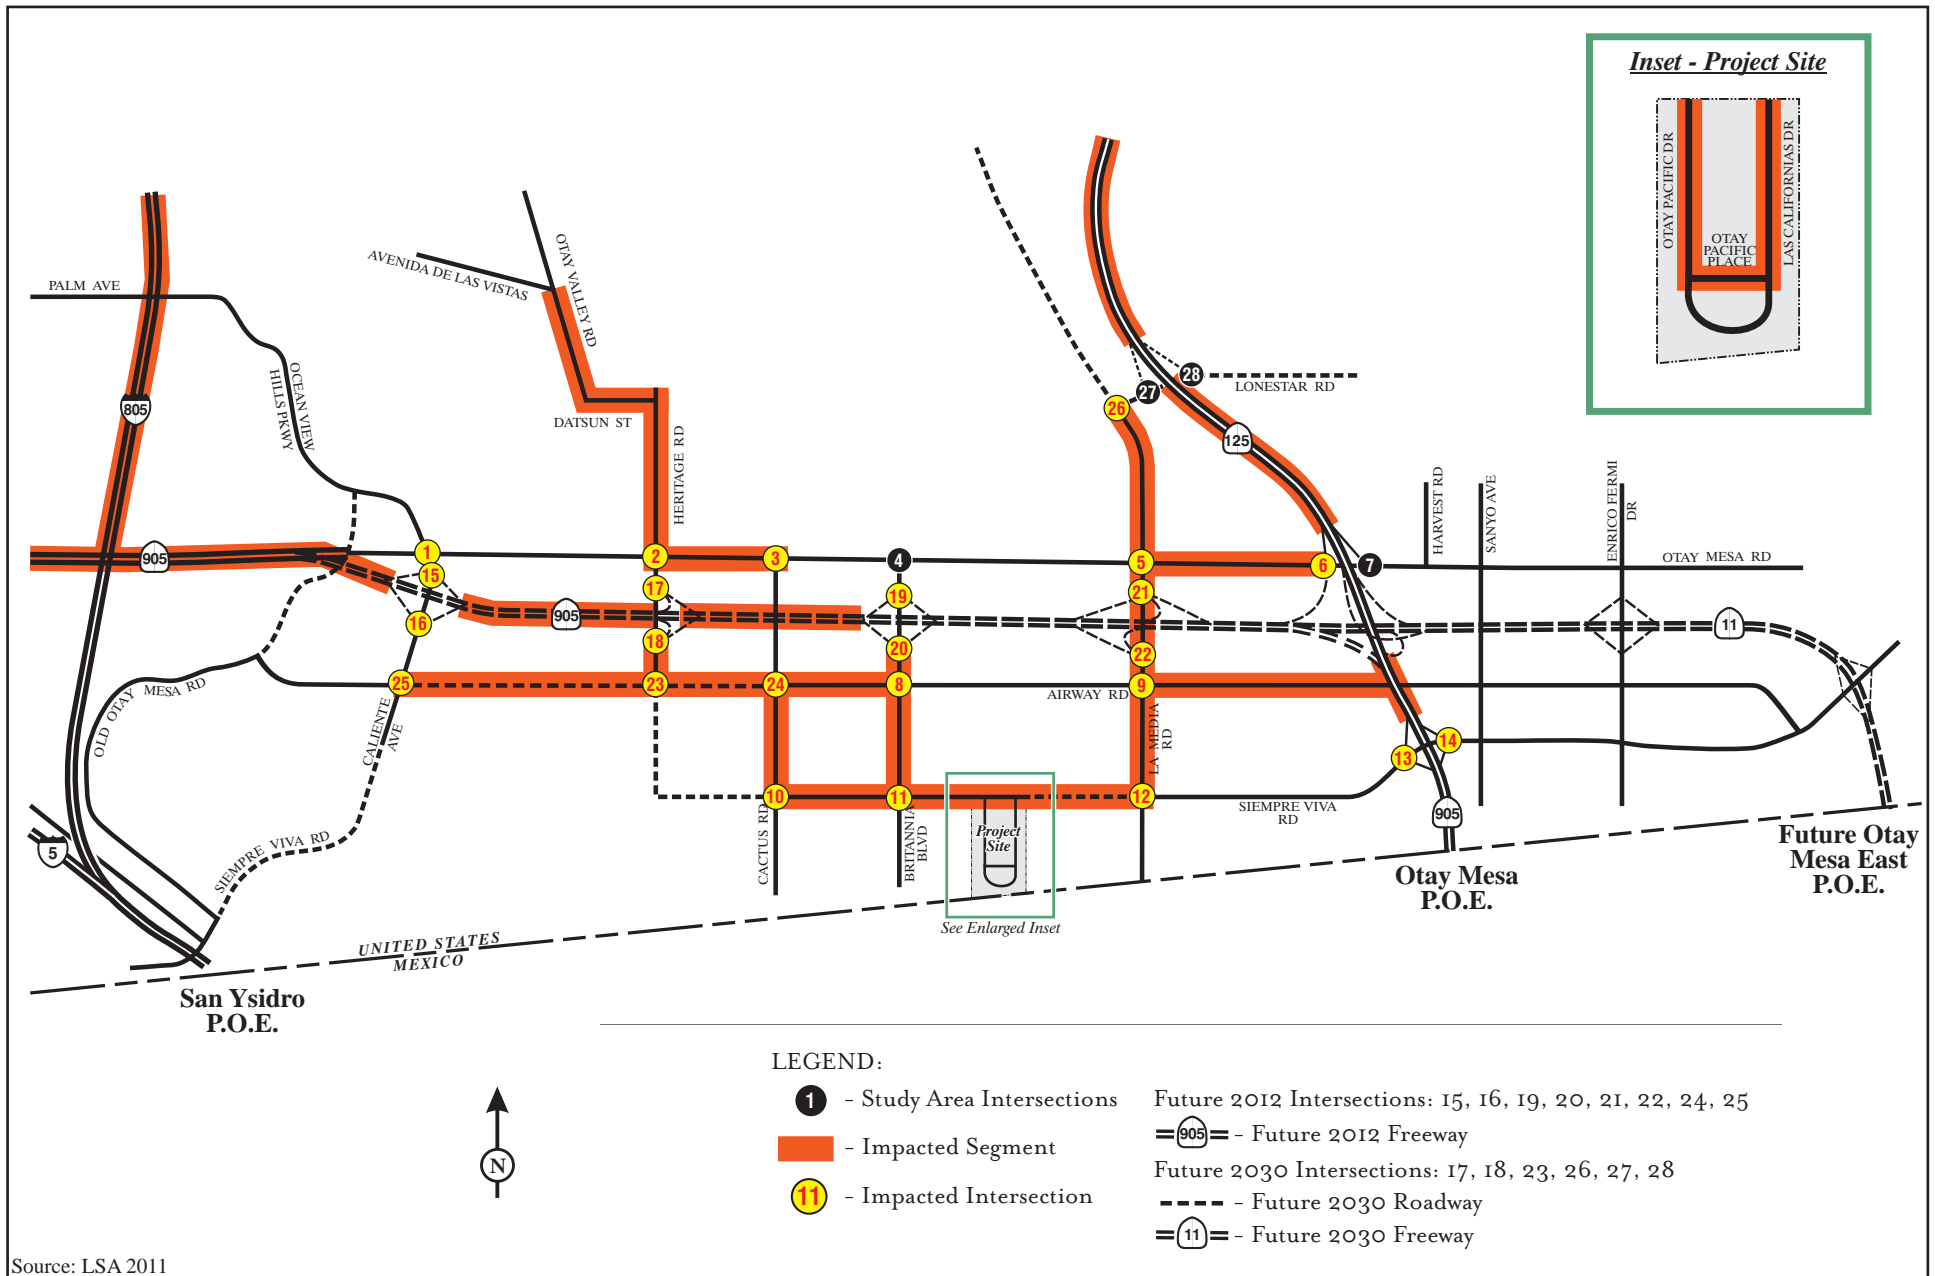 Inset - Project Site
OTAY PACIFIC DR
LAS CALIFORNIAS DR
OTAY
PACIFIC
PLACE
PALM AVE
AVENIDA DE LAS VISTAS
OTAY VALLEY RD
OCEAN VIEW
HILLS PKWY
805
DATSUN ST
HERITAGE RD
28
27
LONESTAR RD
26
125
HARVEST RD
SANYO AVE
ENRICO FERMI
DR
905
1
2
3
4
5
6
7
OTAY MESA RD
15
17
19
21
16
905
11
18
20
22
25
23
24
8
9
AIRWAY RD
OLD OTAY MESA RD
CALIENTE
AVE
LA MEDIA
RD
13
14
10
11
12
SIEMPRE VIVA
RD
905
CACTUS RD
BRITANNIA
BLVD
Project
Site
5
SIEMPRE VIVA RD
See Enlarged Inset
UNITED STATES
MEXICO
San Ysidro
P.O.E.
Otay Mesa
P.O.E.
Future Otay
Mesa East
P.O.E.
N
LEGEND:
1 - Study Area Intersections
- Impacted Segment
11 - Impacted Intersection
Future 2012 Intersections: 15, 16, 19, 20, 21, 22, 24, 25
905 - Future 2012 Freeway
Future 2030 Intersections: 17, 18, 23, 26, 27, 28
- Future 2030 Roadway
11 - Future 2030 Freeway
Source: LSA 2011